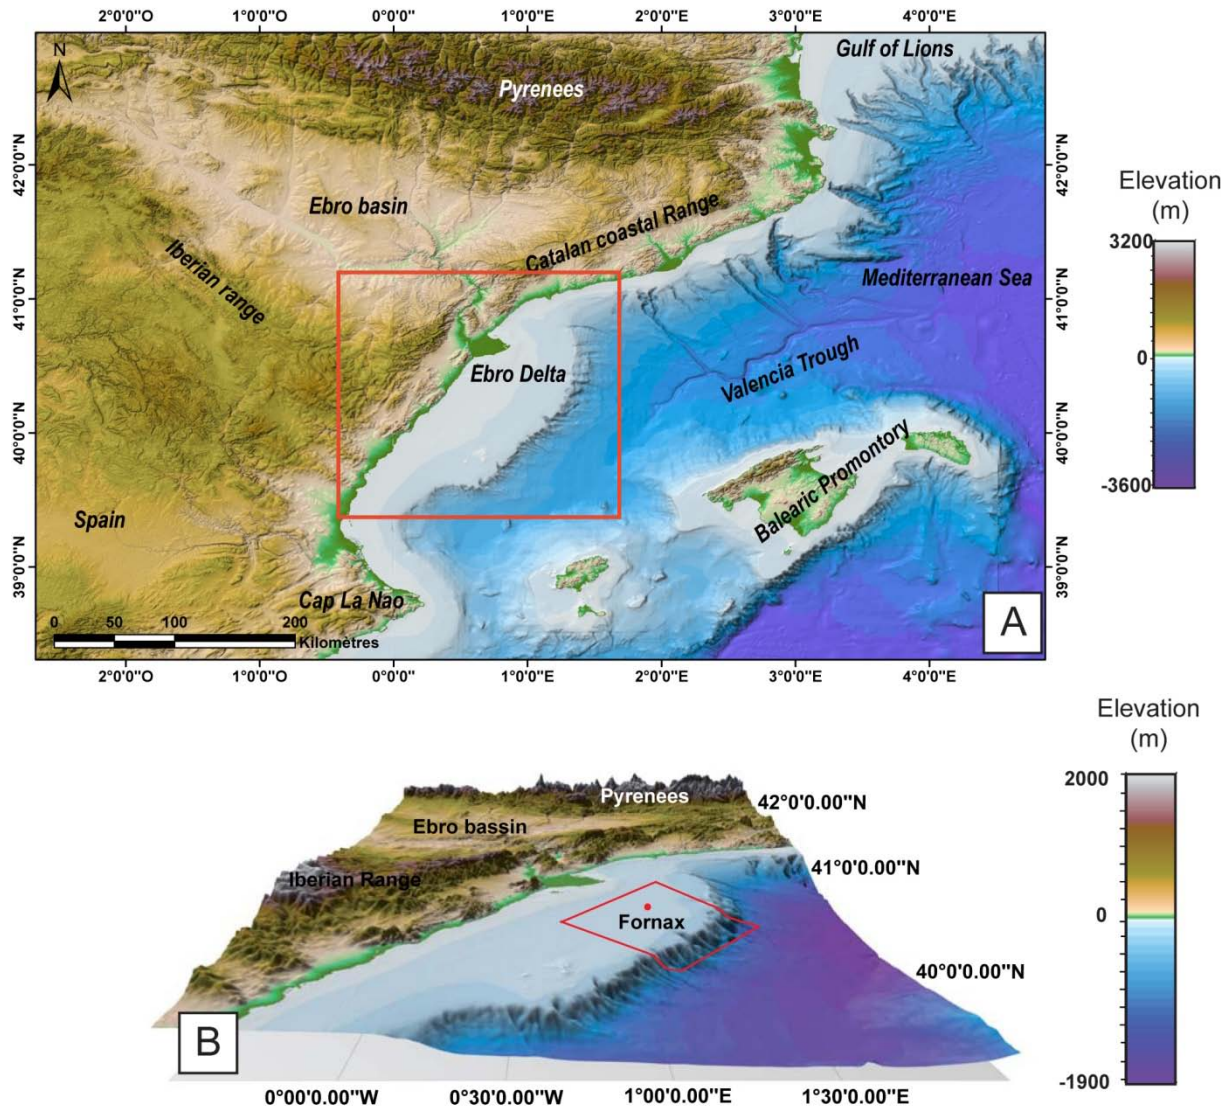 2°0'0"O 1°0'0"O 0°0'0" 1°0'0"E 2°0'0"E 3°0'0"E 4°0'0"E
N
Gulf of Lions
Pyrenees
42°0'0"N
42°0'0"N
Elevation
(m)
Ebro basin
Catalan coastal Range
Iberian range
3200
Mediterranean Sea
41°0'0"N
41°0'0"N
0
Valencia Trough
Ebro Delta
40°0'0"N
40°0'0"N
Balearic Promontory
-3600
Spain
39°0'0"N
39°0'0"N
Cap La Nao
0 50 100 200
Kilomètres
A
2°0'0"O 1°0'0"O 0°0'0" 1°0'0"E 2°0'0"E 3°0'0"E 4°0'0"E
Elevation
(m)
2000
Pyrenees
42°0'0.00"N
Ebro bassin
41°0'0.00"N
Iberian Range
Fornax
0
40°0'0.00"N
B
-1900
0°00'0.00"W 0°30'0.00"W 1°00'0.00"E 1°30'0.00"E